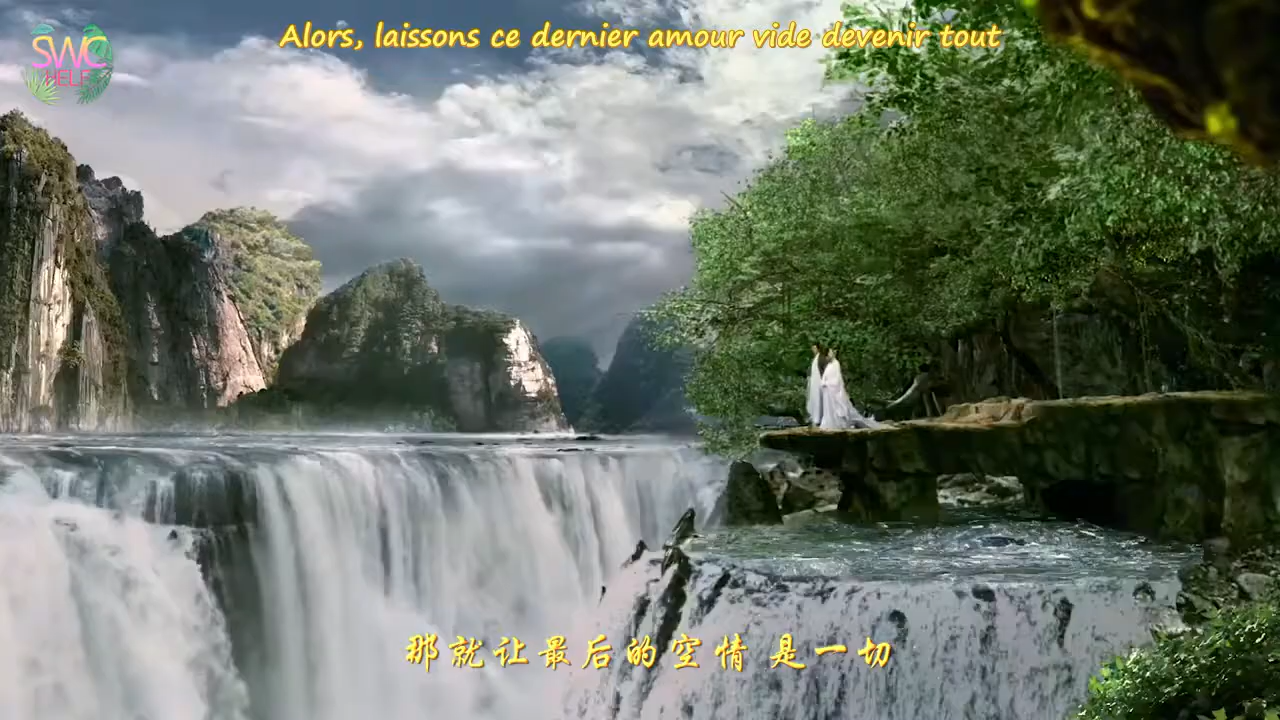 Alors, laissons ce dernier amour vide devenir tout
SWC
HELF
那就让最后的空情 是一切